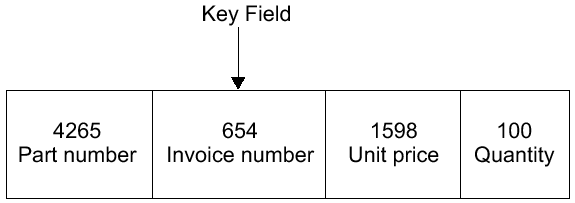 Key Field
4265
Part number
654
Invoice number
1598
Unit price
100
Quantity